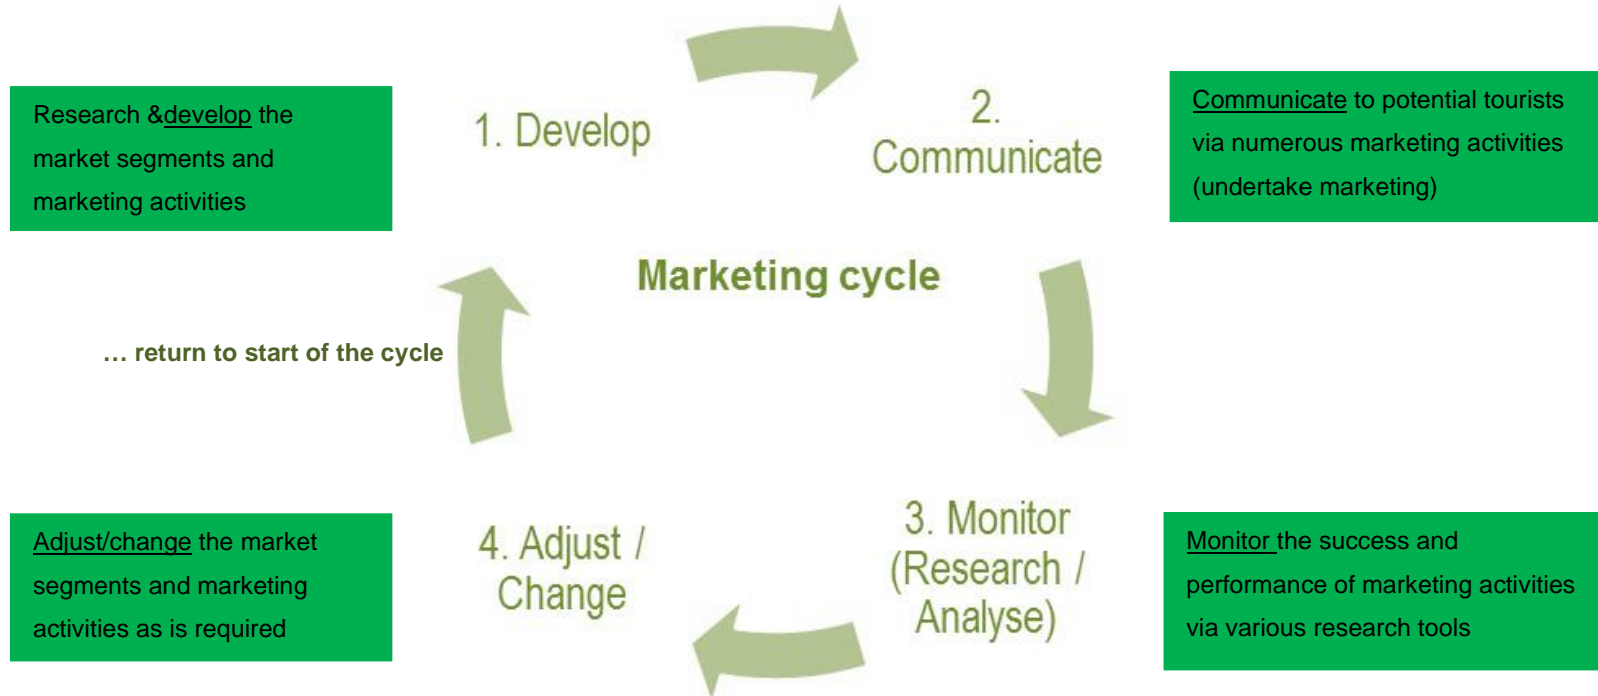 Research &develop the
market segments and
marketing activities
1. Develop
2.
Communicate
Communicate to potential tourists
via numerous marketing activities
(undertake marketing)
Marketing cycle
… return to start of the cycle
Adjust/change the market
segments and marketing
activities as is required
4. Adjust /
Change
3. Monitor
(Research /
Analyse)
Monitor the success and
performance of marketing activities
via various research tools